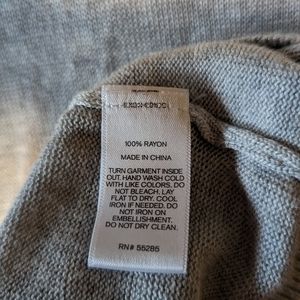 100% RAYON
MADE IN CHINA
TURN GARMENT INSIDE
OUT. HAND WASH COLD
WITH LIKE COLORS. DO
NOT BLEACH. LAY
FLAT TO DRY. COOL
IRON IF NEEDED. DO
NOT IRON ON
EMBELLISHMENT.
DO NOT DRY CLEAN.
RN# 55285